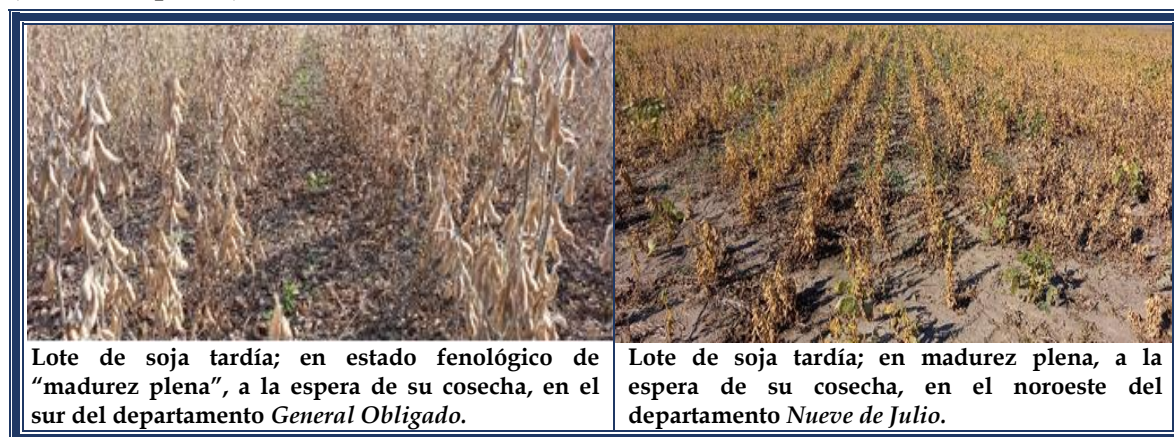 Lote de soja tardía; en estado fenológico de
“madurez plena”, a la espera de su cosecha, en el
sur del departamento General Obligado.
Lote de soja tardía; en madurez plena, a la
espera de su cosecha, en el noroeste del
departamento Nueve de Julio.